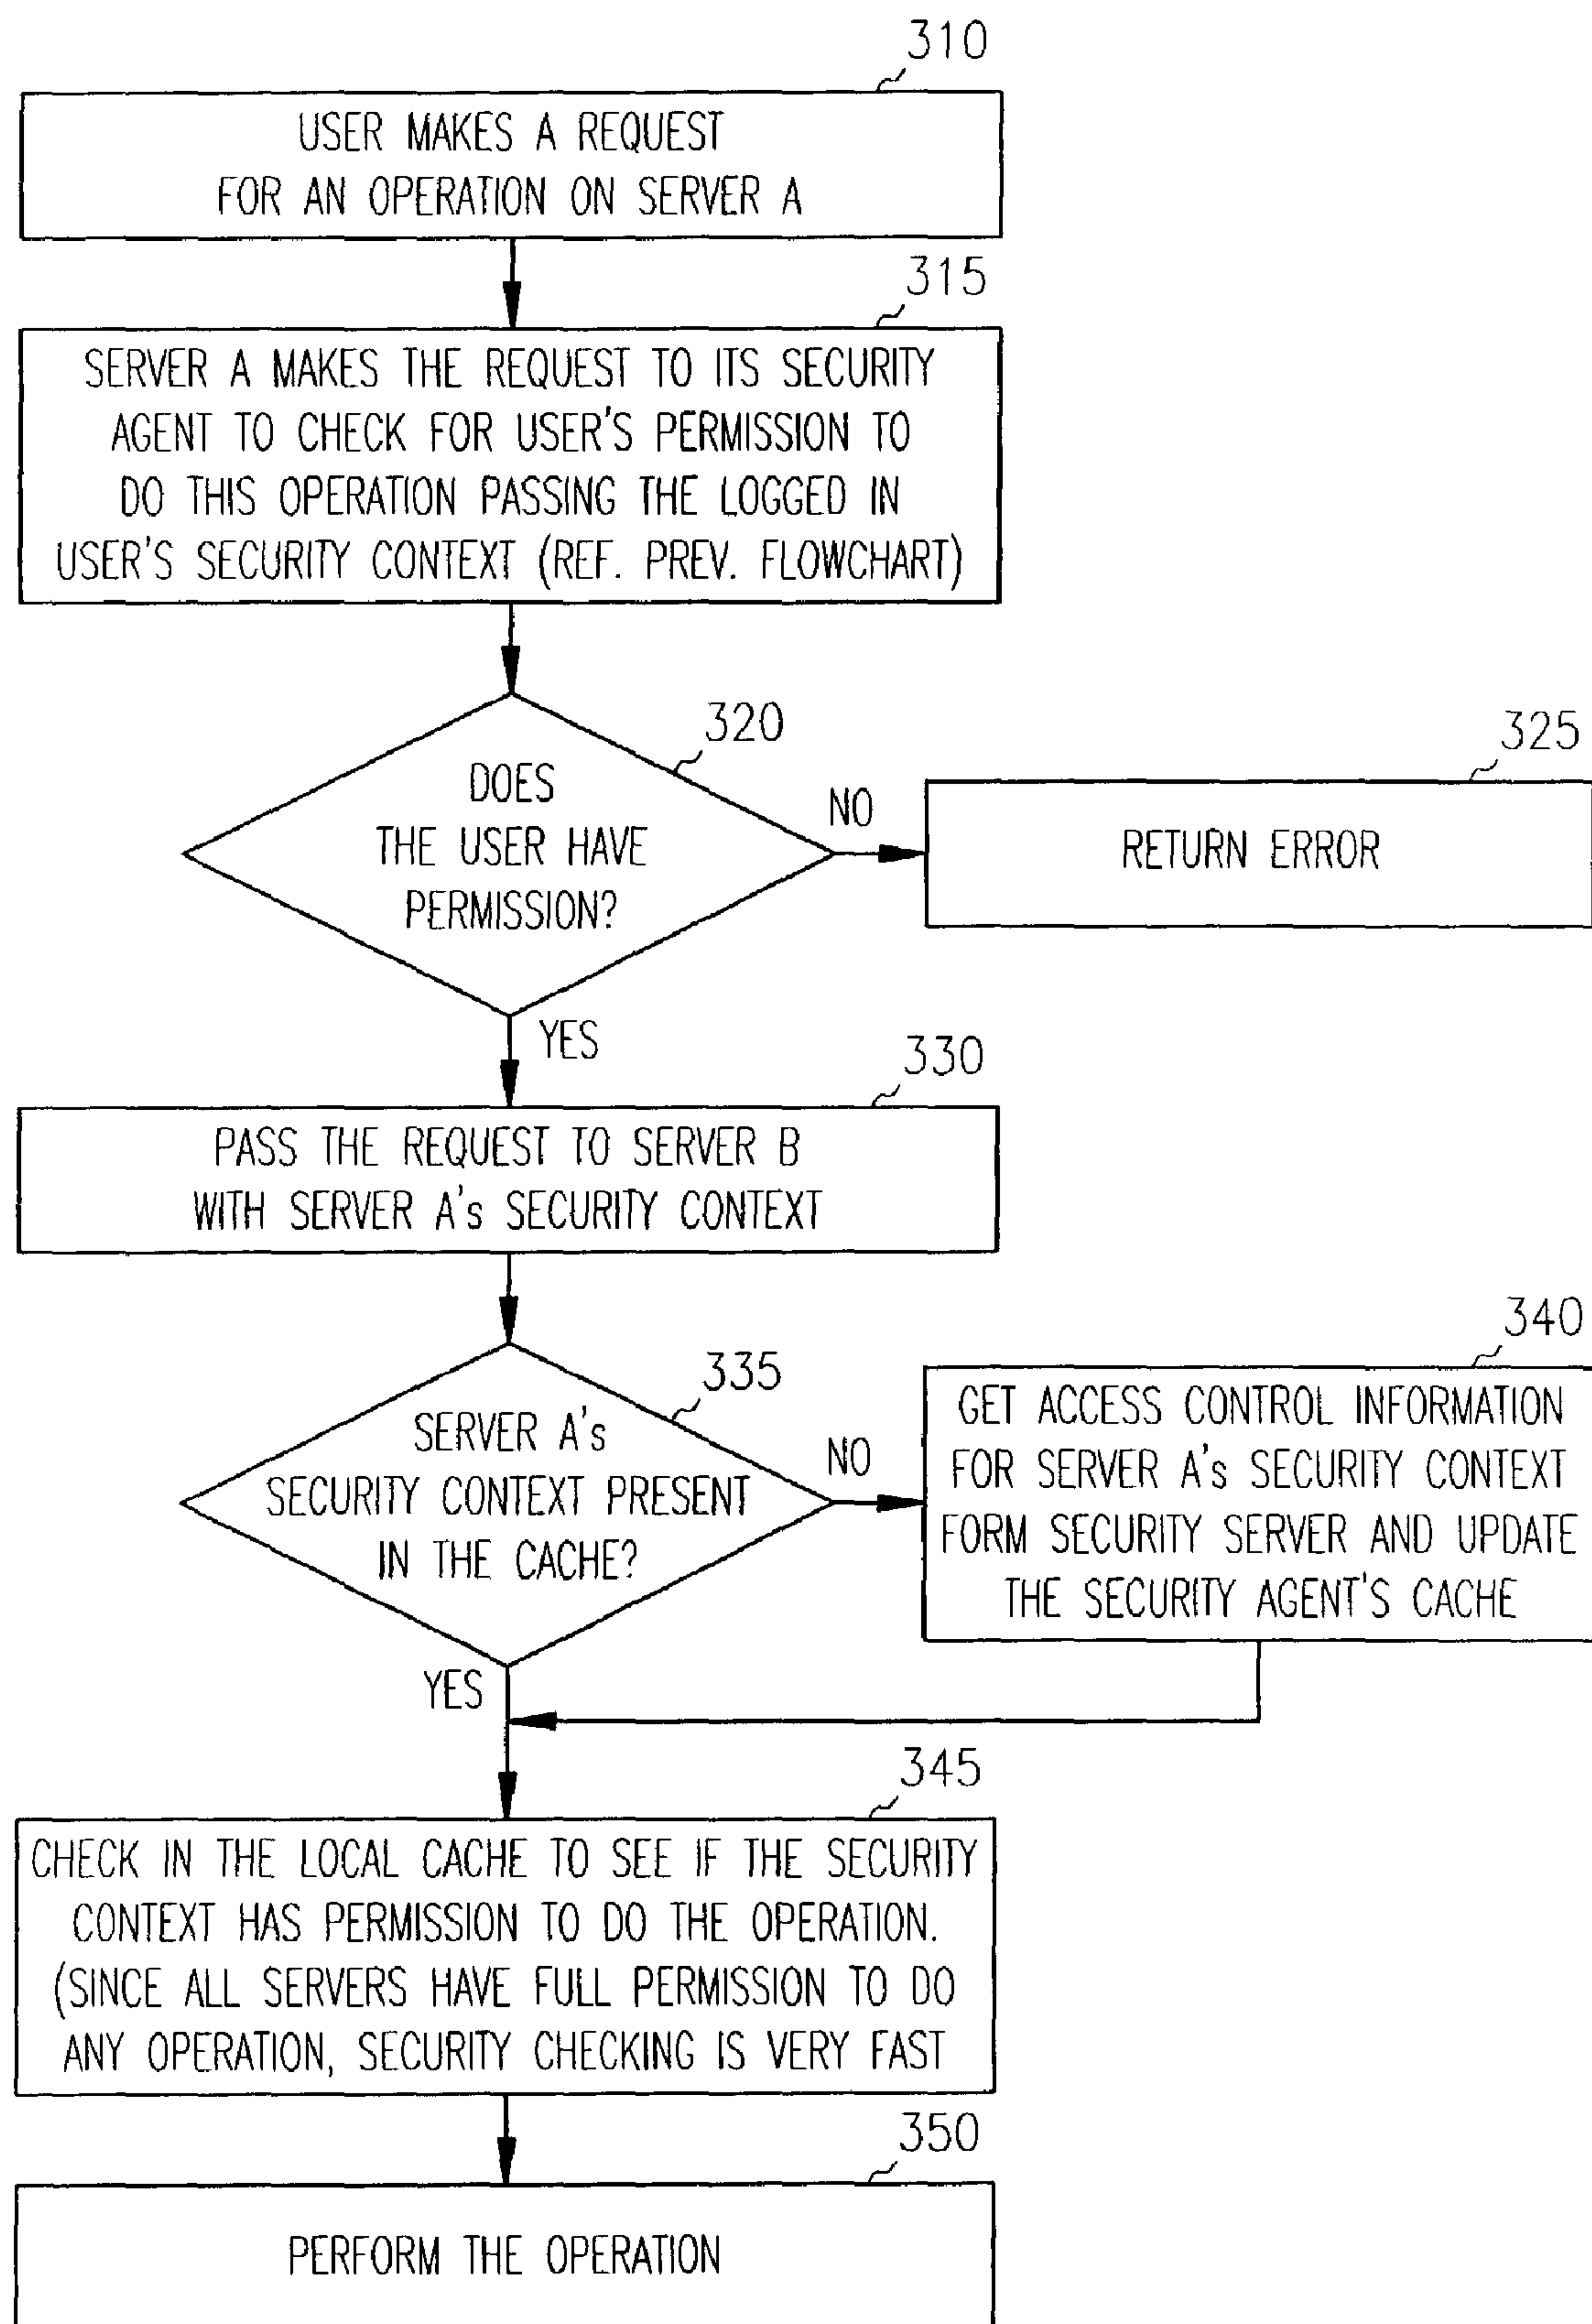 310
USER MAKES A REQUEST
FOR AN OPERATION ON SERVER A
315
SERVER A MAKES THE REQUEST TO ITS SECURITY
AGENT TO CHECK FOR USER'S PERMISSION TO
DO THIS OPERATION PASSING THE LOGGED IN
USER'S SECURITY CONTEXT (REF. PREV. FLOWCHART)
320
DOES
THE USER HAVE
PERMISSION?
NO
325
RETURN ERROR
YES
330
PASS THE REQUEST TO SERVER B
WITH SERVER A's SECURITY CONTEXT
335
SERVER A's
SECURITY CONTEXT PRESENT
IN THE CACHE?
NO
340
GET ACCESS CONTROL INFORMATION
FOR SERVER A's SECURITY CONTEXT
FORM SECURITY SERVER AND UPDATE
THE SECURITY AGENT'S CACHE
YES
345
CHECK IN THE LOCAL CACHE TO SEE IF THE SECURITY
CONTEXT HAS PERMISSION TO DO THE OPERATION.
(SINCE ALL SERVERS HAVE FULL PERMISSION TO DO
ANY OPERATION, SECURITY CHECKING IS VERY FAST
350
PERFORM THE OPERATION